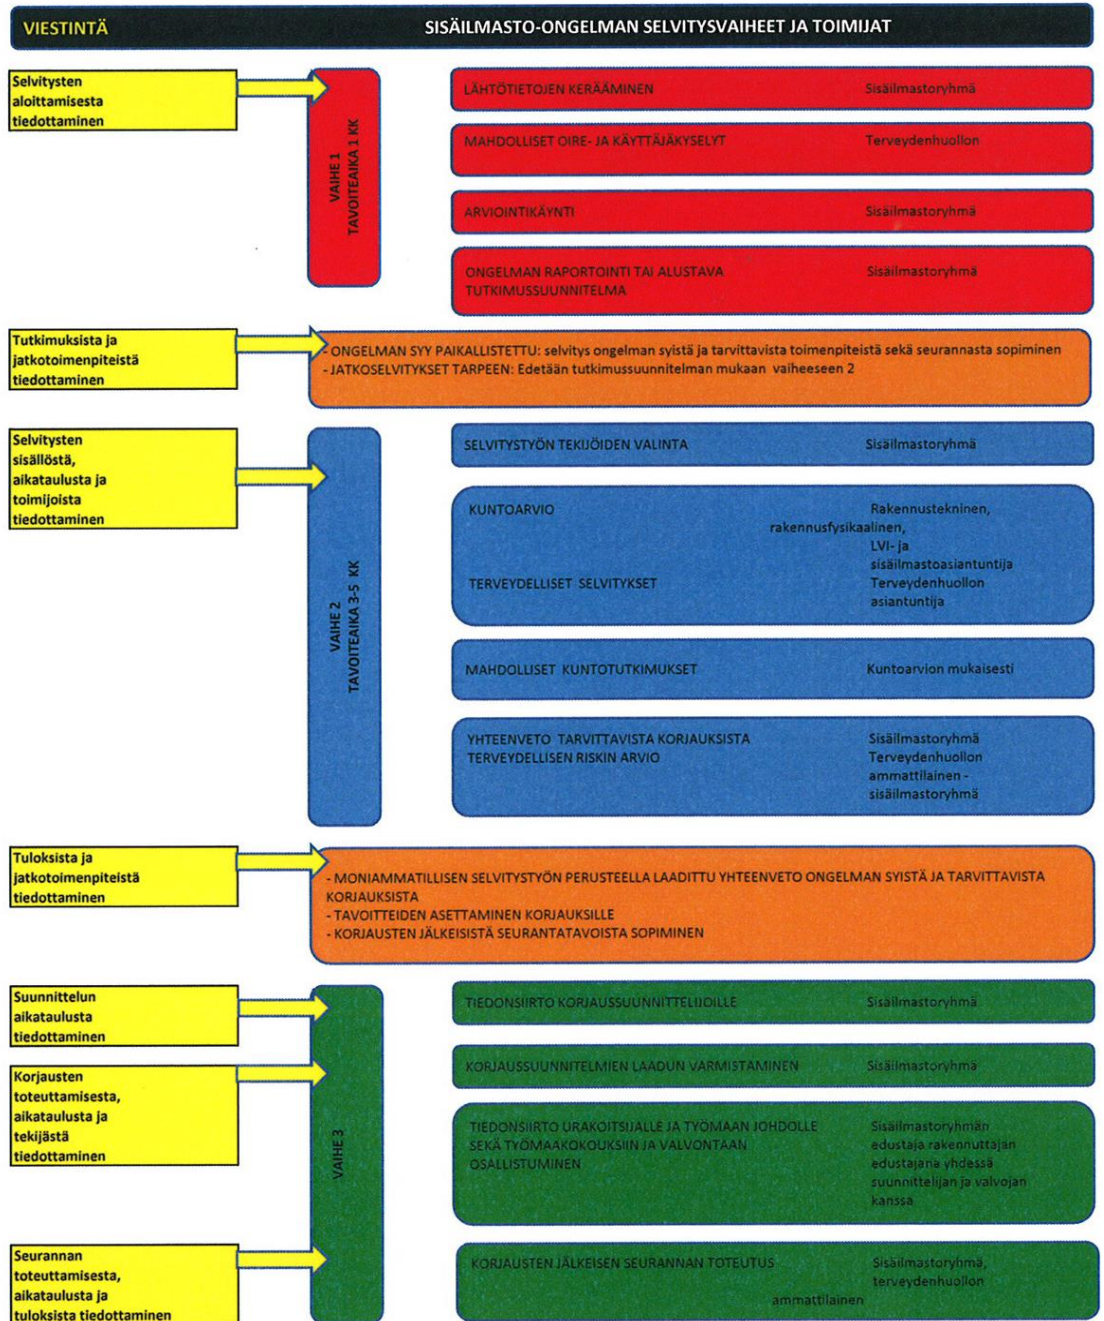 VIESTINTÄ
SISÄILMASTO-ONGELMAN SELVITYSVAIHEET JA TOIMIJAT
Selvitysten
aloittamisesta
tiedottaminen
VAIHE 1
TAVOITEAIKA 1 KK
LÄHTÖTIETOJEN KERÄÄMINEN Sisäilmastoryhmä
MAHDOLLISET OIRE- JA KÄYTTÄJÄKYSELYT Terveydenhuollon
ARVIOINTIKÄYNTI Sisäilmastoryhmä
ONGELMAN RAPORTOINTI TAI ALUSTAVA Sisäilmastoryhmä
TUTKIMUSSUUNNITELMA
Tutkimuksista ja
jatkotoimenpiteistä
tiedottaminen
- ONGELMAN SYY PAIKALLISTETTU: selvitys ongelman syistä ja tarvittavista toimenpiteistä sekä seurannasta sopiminen
- JATKOSELVITYKSET TARPEEN: Edetään tutkimussuunnitelman mukaan vaiheeseen 2
Selvitysten
sisällöstä,
aikataulusta ja
toimijoista
tiedottaminen
VAIHE 2
TAVOITEAIKA 3-5 KK
SELVITYSTYÖN TEKIJÖIDEN VALINTA Sisäilmastoryhmä
KUNTOARVIO Rakennustekninen,
rakennusfysikaalinen,
LVI- ja
sisäilmastoasiantuntija
TERVEYDELLISET SELVITYKSET Terveydenhuollon
asiantuntija
MAHDOLLISET KUNTOTUTKIMUKSET Kuntoarvion mukaisesti
YHTEENVETO TARVITTAVISTA KORJAUKSISTA Sisäilmastoryhmä
TERVEYDELLISEN RISKIN ARVIO Terveydenhuollon
ammattilainen -
sisäilmastoryhmä
Tuloksista ja
jatkotoimenpiteistä
tiedottaminen
- MONIAMMATILLISEN SELVITYSTYÖN PERUSTEELLA LAADITTU YHTEENVETO ONGELMAN SYISTÄ JA TARVITTAVISTA
KORJAUKSISTA
- TAVOITTEIDEN ASETTAMINEN KORJAUKSILLE
- KORJAUSTEN JÄLKEISISTÄ SEURANTATAVOISTA SOPIMINEN
Suunnittelun
aikataulusta
tiedottaminen
Korjausten
toteuttamisesta,
aikataulusta ja
tekijästä
tiedottaminen
VAIHE 3
TIEDONSIIRTO KORJAUSSUUNNITTELIJOILLE Sisäilmastoryhmä
KORJAUSSUUNNITELMIEN LAADUN VARMISTAMINEN Sisäilmastoryhmä
TIEDONSIIRTO URAKOITSIJALLE JA TYÖMAAN JOHDOLLE Sisäilmastoryhmän
SEKÄ TYÖMAAKOKOUKSIIN JA VALVONTAAN edustaja rakennuttajan
OSALLISTUMINEN edustajana yhdessä
suunnittelijan ja valvojan
kanssa
Seurannan
toteuttamisesta,
aikataulusta ja
tuloksista tiedottaminen
KORJAUSTEN JÄLKEISEN SEURANNAN TOTEUTUS Sisäilmastoryhmä,
terveydenhuollon
ammattilainen